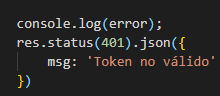 console.log(error);
res.status(401).json({
    msg: 'Token no válido'
})